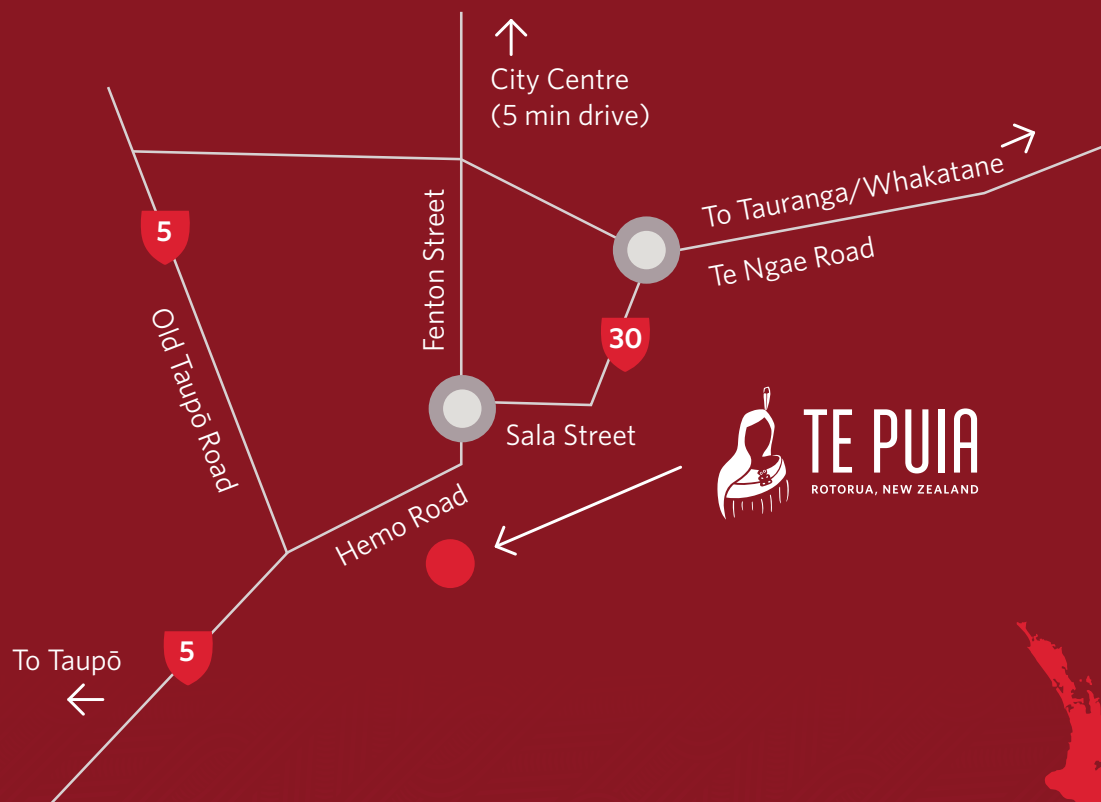 City Centre
(5 min drive)
To Tauranga/Whakatane
Te Ngae Road
5
Fenton Street
Old Taupō Road
30
Sala Street
TE PUIA
ROTORUA, NEW ZEALAND
Hemo Road
5
To Taupō